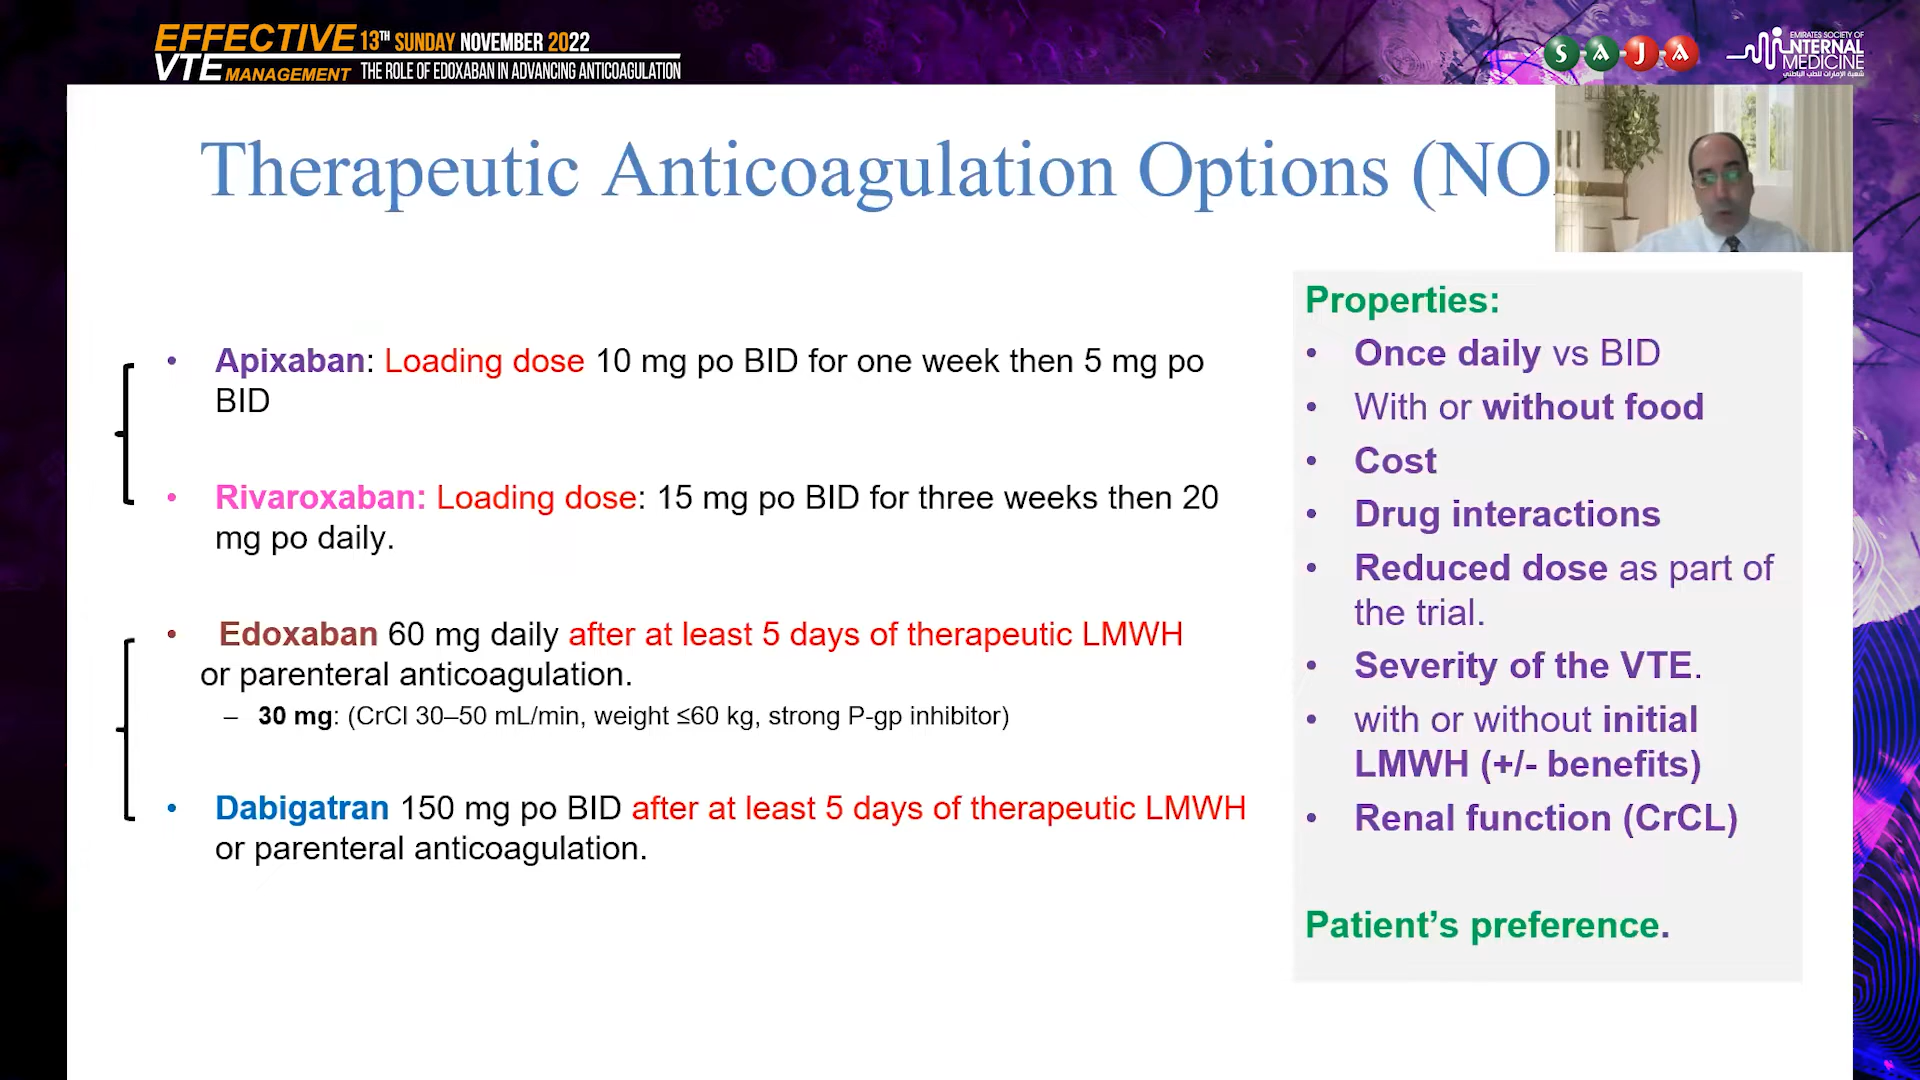 EFFECTIVE 13TH SUNDAY NOVEMBER 2022
VTE MANAGEMENT THE ROLE OF EDOXABAN IN ADVANCING ANTICOAGULATION
SAJA
EMIRATES SOCIETY OF
INTERNAL
MEDICINE
شعبة الإمارات للطب الباطني
Therapeutic Anticoagulation Options (NO
• Apixaban: Loading dose 10 mg po BID for one week then 5 mg po
BID
• Rivaroxaban: Loading dose: 15 mg po BID for three weeks then 20
mg po daily.
• Edoxaban 60 mg daily after at least 5 days of therapeutic LMWH
or parenteral anticoagulation.
– 30 mg: (CrCl 30–50 mL/min, weight ≤60 kg, strong P-gp inhibitor)
• Dabigatran 150 mg po BID after at least 5 days of therapeutic LMWH
or parenteral anticoagulation.
Properties:
• Once daily vs BID
• With or without food
• Cost
• Drug interactions
• Reduced dose as part of
the trial.
• Severity of the VTE.
• with or without initial
LMWH (+/- benefits)
• Renal function (CrCL)
Patient’s preference.